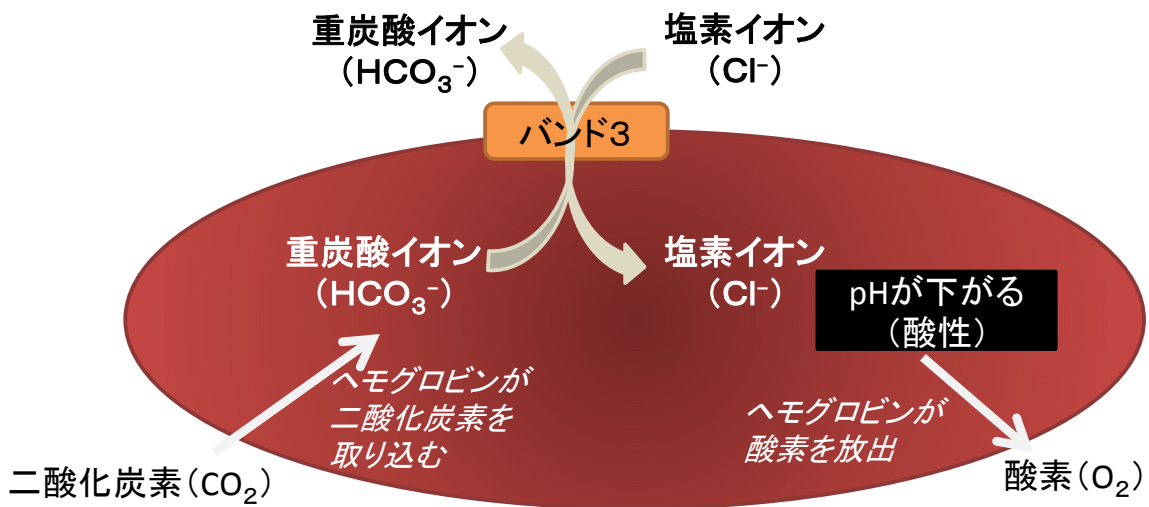 重炭酸イオン
（HCO₃⁻）
塩素イオン
（Cl⁻）
バンド3
重炭酸イオン
（HCO₃⁻）
塩素イオン
（Cl⁻）
pHが下がる
（酸性）
ヘモグロビンが
二酸化炭素を
取り込む
ヘモグロビンが
酸素を放出
二酸化炭素（CO₂）
酸素（O₂）